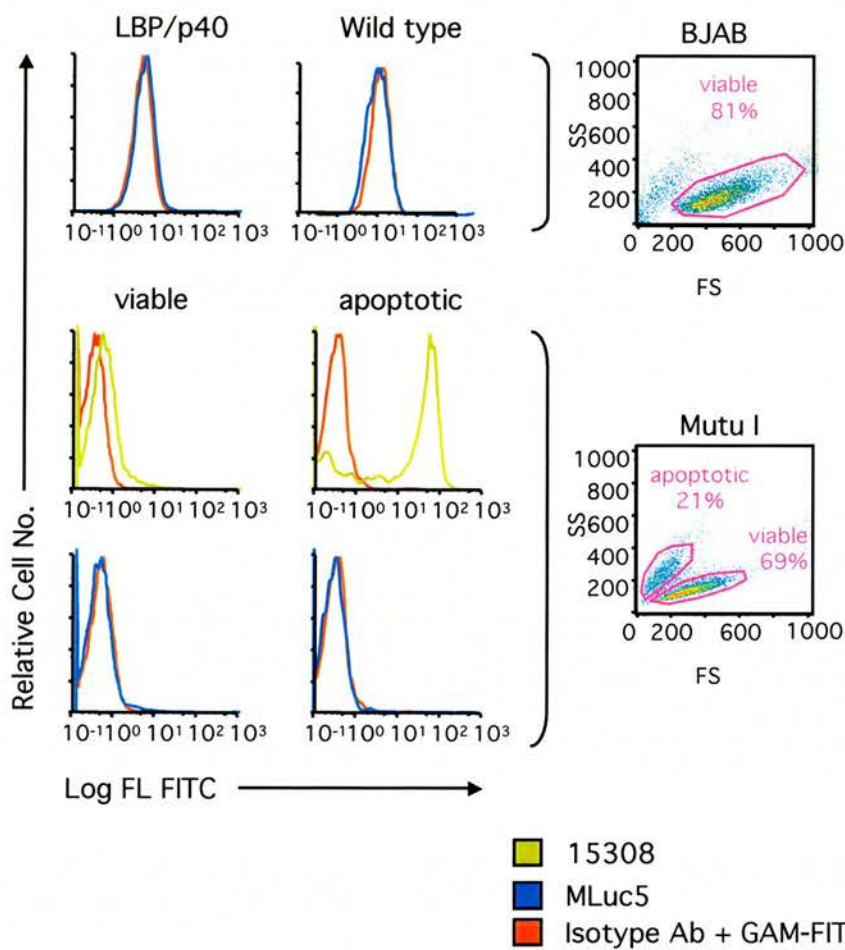 LBP/p40 Wild type BJAB
1000
800
SS600
400
200
0 200 600 1000
FS
viable
81%
10-1 10⁰ 10¹ 10² 10³
10-1 10⁰ 10¹ 10² 10³
viable apoptotic
10-1 10⁰ 10¹ 10² 10³
10-1 10⁰ 10¹ 10² 10³
10-1 10⁰ 10¹ 10² 10³
10-1 10⁰ 10¹ 10² 10³
Mutu I
1000
800
SS600
400
200
0 200 600 1000
FS
apoptotic
21%
viable
69%
Relative Cell No.
Log FL FITC
15308
MLuc5
Isotype Ab + GAM-FIT